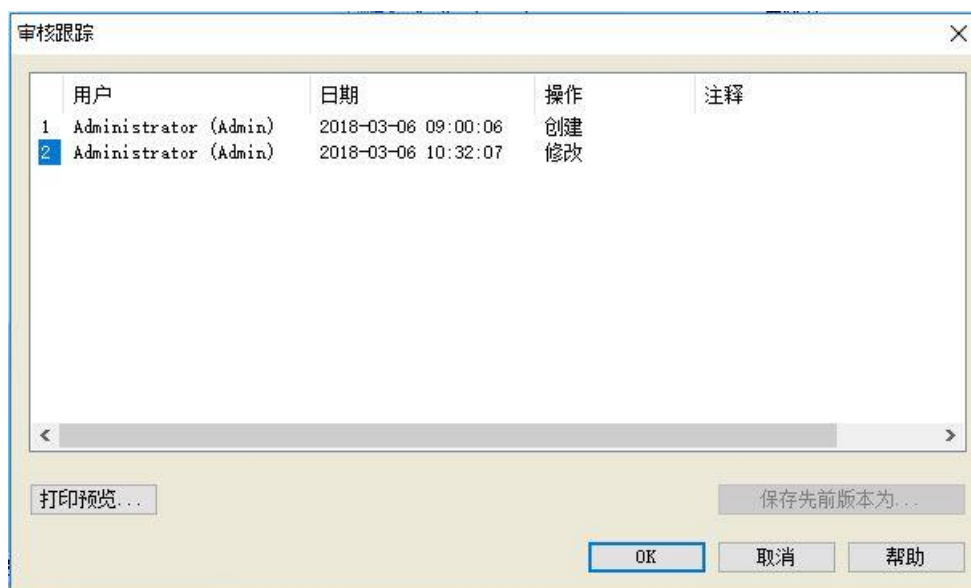 审核跟踪
用户 日期 操作 注释
1 Administrator (Admin) 2018-03-06 09:00:06 创建
2 Administrator (Admin) 2018-03-06 10:32:07 修改
打印预览... 保存先前版本为...
OK 取消 帮助